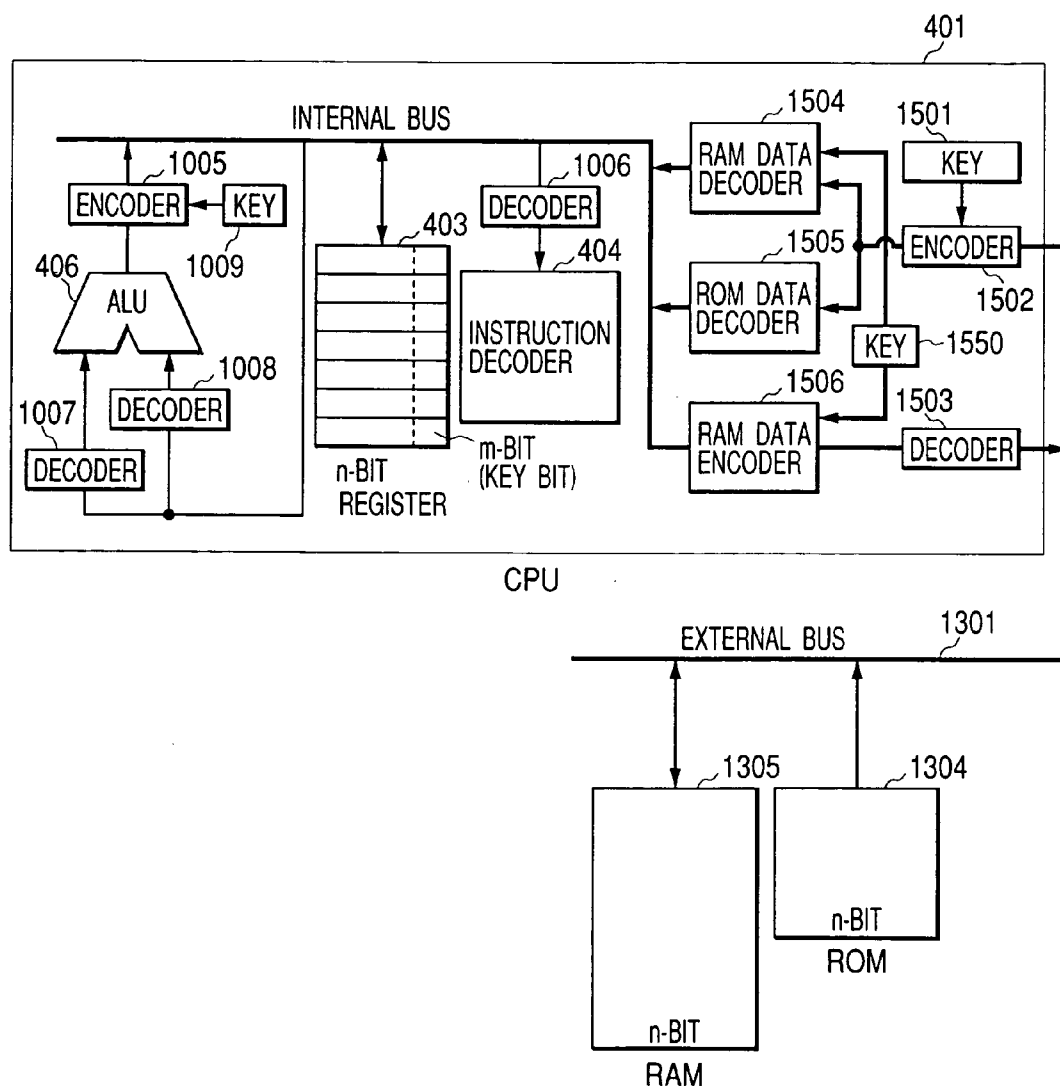 401
INTERNAL BUS
1504
1501
1005
1006
RAM DATA
DECODER
KEY
ENCODER
KEY
DECODER
403
1009
404
1505
ENCODER
406
ALU
1502
ROM DATA
DECODER
INSTRUCTION
DECODER
KEY
1550
1008
1007
DECODER
1506
1503
RAM DATA
ENCODER
DECODER
DECODER
n-BIT
REGISTER
m-BIT
(KEY BIT)
CPU
EXTERNAL BUS
1301
1305
1304
n-BIT
ROM
n-BIT
RAM